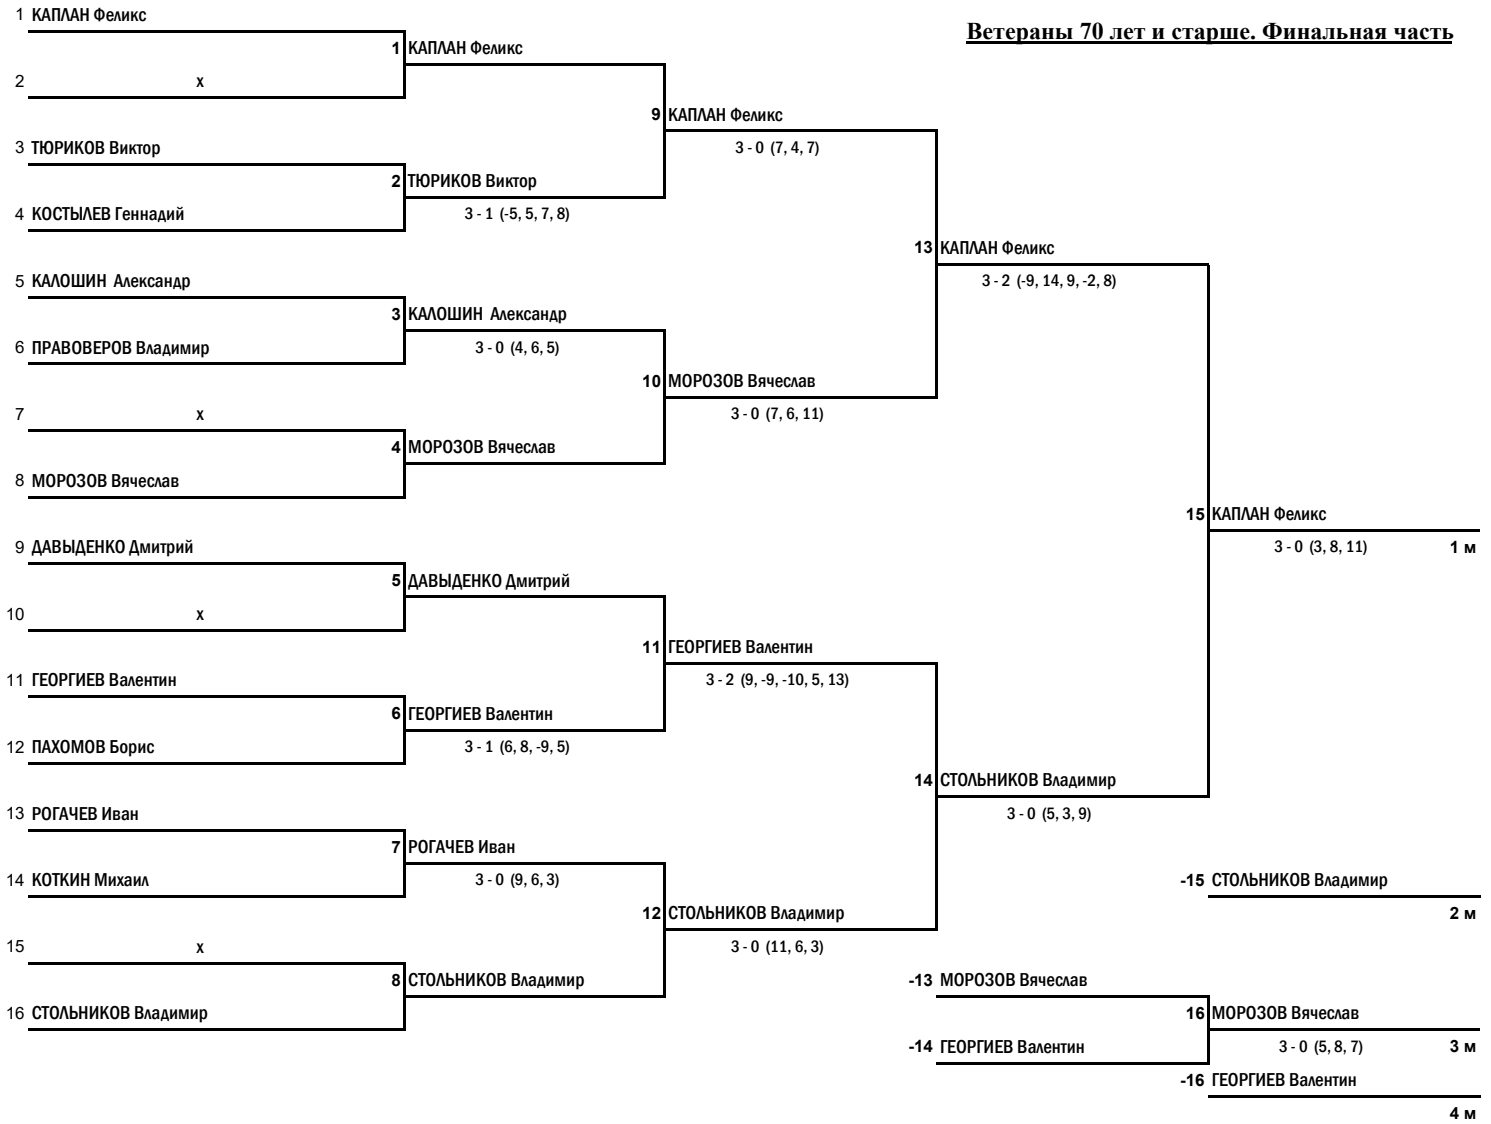 1 КАПЛАН Феликс
Ветераны 70 лет и старше. Финальная часть
1 КАПЛАН Феликс
2 х
9 КАПЛАН Феликс
3 ТЮРИКОВ Виктор
3 - 0 (7, 4, 7)
2 ТЮРИКОВ Виктор
4 КОСТЫЛЕВ Геннадий
3 - 1 (-5, 5, 7, 8)
13 КАПЛАН Феликс
5 КАЛОШИН Александр
3 - 2 (-9, 14, 9, -2, 8)
3 КАЛОШИН Александр
6 ПРАВОВЕРОВ Владимир
3 - 0 (4, 6, 5)
10 МОРОЗОВ Вячеслав
7 х
3 - 0 (7, 6, 11)
4 МОРОЗОВ Вячеслав
8 МОРОЗОВ Вячеслав
15 КАПЛАН Феликс
9 ДАВЫДЕНКО Дмитрий
3 - 0 (3, 8, 11) 1 м
5 ДАВЫДЕНКО Дмитрий
10 х
11 ГЕОРГИЕВ Валентин
11 ГЕОРГИЕВ Валентин
3 - 2 (9, -9, -10, 5, 13)
6 ГЕОРГИЕВ Валентин
12 ПАХОМОВ Борис
3 - 1 (6, 8, -9, 5)
14 СТОЛЬНИКОВ Владимир
13 РОГАЧЕВ Иван
3 - 0 (5, 3, 9)
7 РОГАЧЕВ Иван
14 КОТКИН Михаил
3 - 0 (9, 6, 3)
-15 СТОЛЬНИКОВ Владимир
12 СТОЛЬНИКОВ Владимир
2 м
15 х
3 - 0 (11, 6, 3)
8 СТОЛЬНИКОВ Владимир
-13 МОРОЗОВ Вячеслав
16 СТОЛЬНИКОВ Владимир
16 МОРОЗОВ Вячеслав
-14 ГЕОРГИЕВ Валентин
3 - 0 (5, 8, 7) 3 м
-16 ГЕОРГИЕВ Валентин
4 м